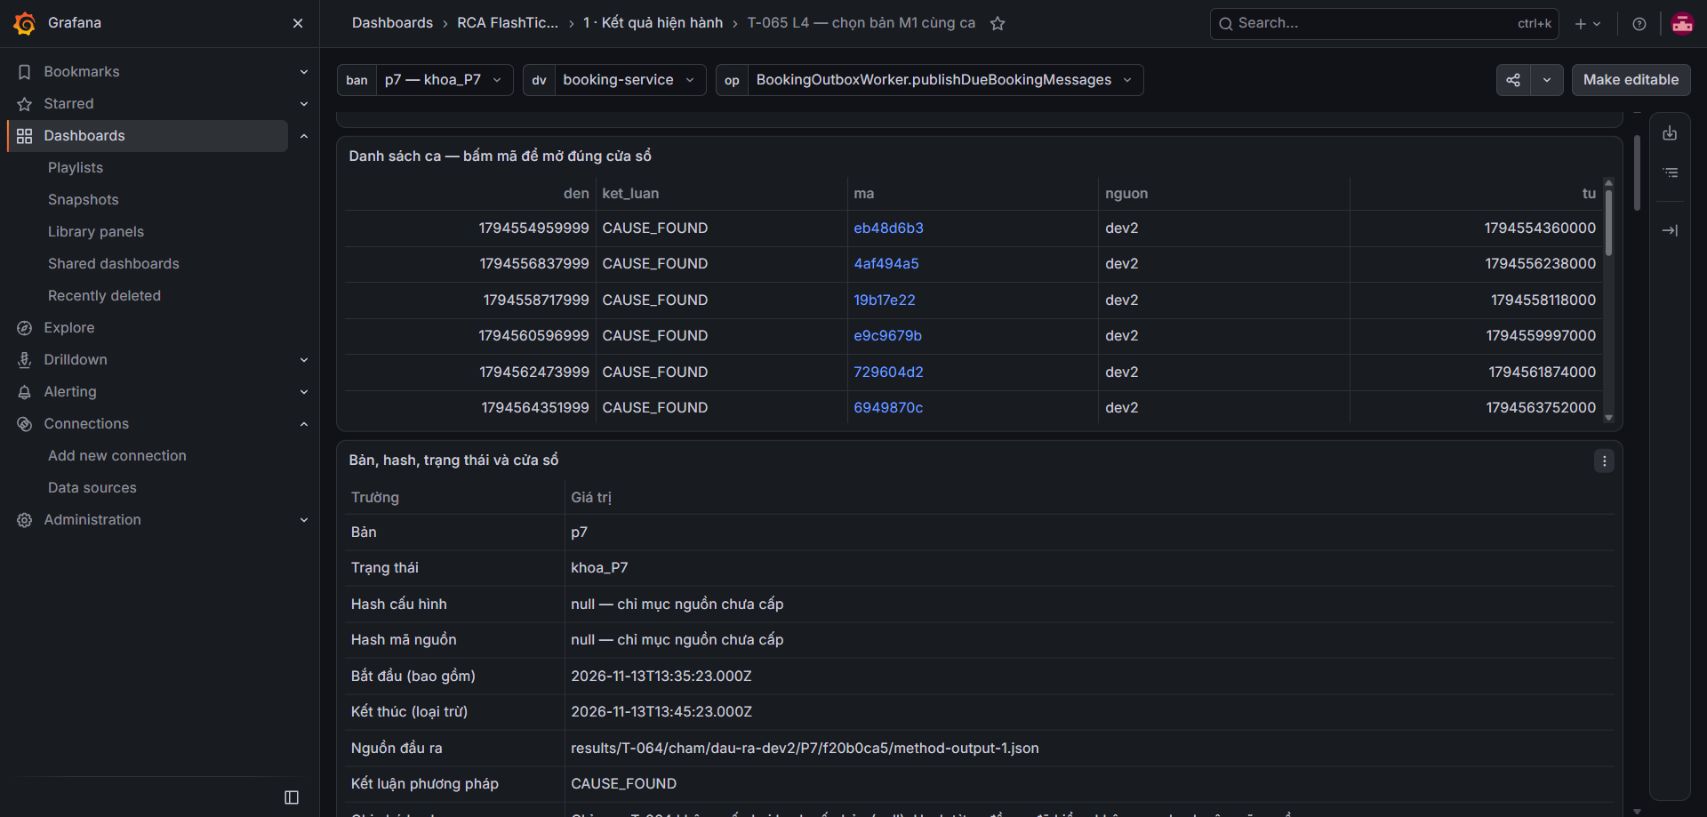 Grafana
Dashboards › RCA FlashTic... › 1 · Kết quả hiện hành › T-065 L4 — chọn bản M1 cùng ca
Search... ctrl+k
Bookmarks
Starred
Dashboards
Playlists
Snapshots
Library panels
Shared dashboards
Recently deleted
Explore
Drilldown
Alerting
Connections
Add new connection
Data sources
Administration
ban p7 — khoa_P7 dv booking-service op BookingOutboxWorker.publishDueBookingMessages
Make editable
Danh sách ca — bấm mã để mở đúng cửa sổ
den ket_luan ma nguon tu
1794554959999 CAUSE_FOUND eb48d6b3 dev2 1794554360000
1794556837999 CAUSE_FOUND 4af494a5 dev2 1794556238000
1794558717999 CAUSE_FOUND 19b17e22 dev2 1794558118000
1794560596999 CAUSE_FOUND e9c9679b dev2 1794559997000
1794562473999 CAUSE_FOUND 729604d2 dev2 1794561874000
1794564351999 CAUSE_FOUND 6949870c dev2 1794563752000
Bản, hash, trạng thái và cửa sổ
Trường Giá trị
Bản p7
Trạng thái khoa_P7
Hash cấu hình null — chỉ mục nguồn chưa cấp
Hash mã nguồn null — chỉ mục nguồn chưa cấp
Bắt đầu (bao gồm) 2026-11-13T13:35:23.000Z
Kết thúc (loại trừ) 2026-11-13T13:45:23.000Z
Nguồn đầu ra results/T-064/cham/dau-ra-dev2/P7/f20b0ca5/method-output-1.json
Kết luận phương pháp CAUSE_FOUND